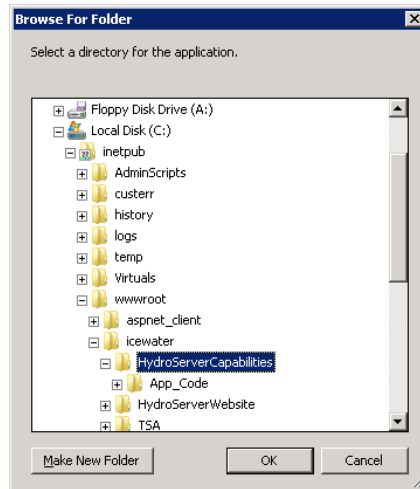 Browse For Folder
Select a directory for the application.
Floppy Disk Drive (A:)
Local Disk (C:)
inetpub
AdminScripts
custerr
history
logs
temp
Virtuals
wwwroot
aspnet_client
icewater
HydroServerCapabilities
App_Code
HydroServerWebsite
TSA
Make New Folder OK Cancel